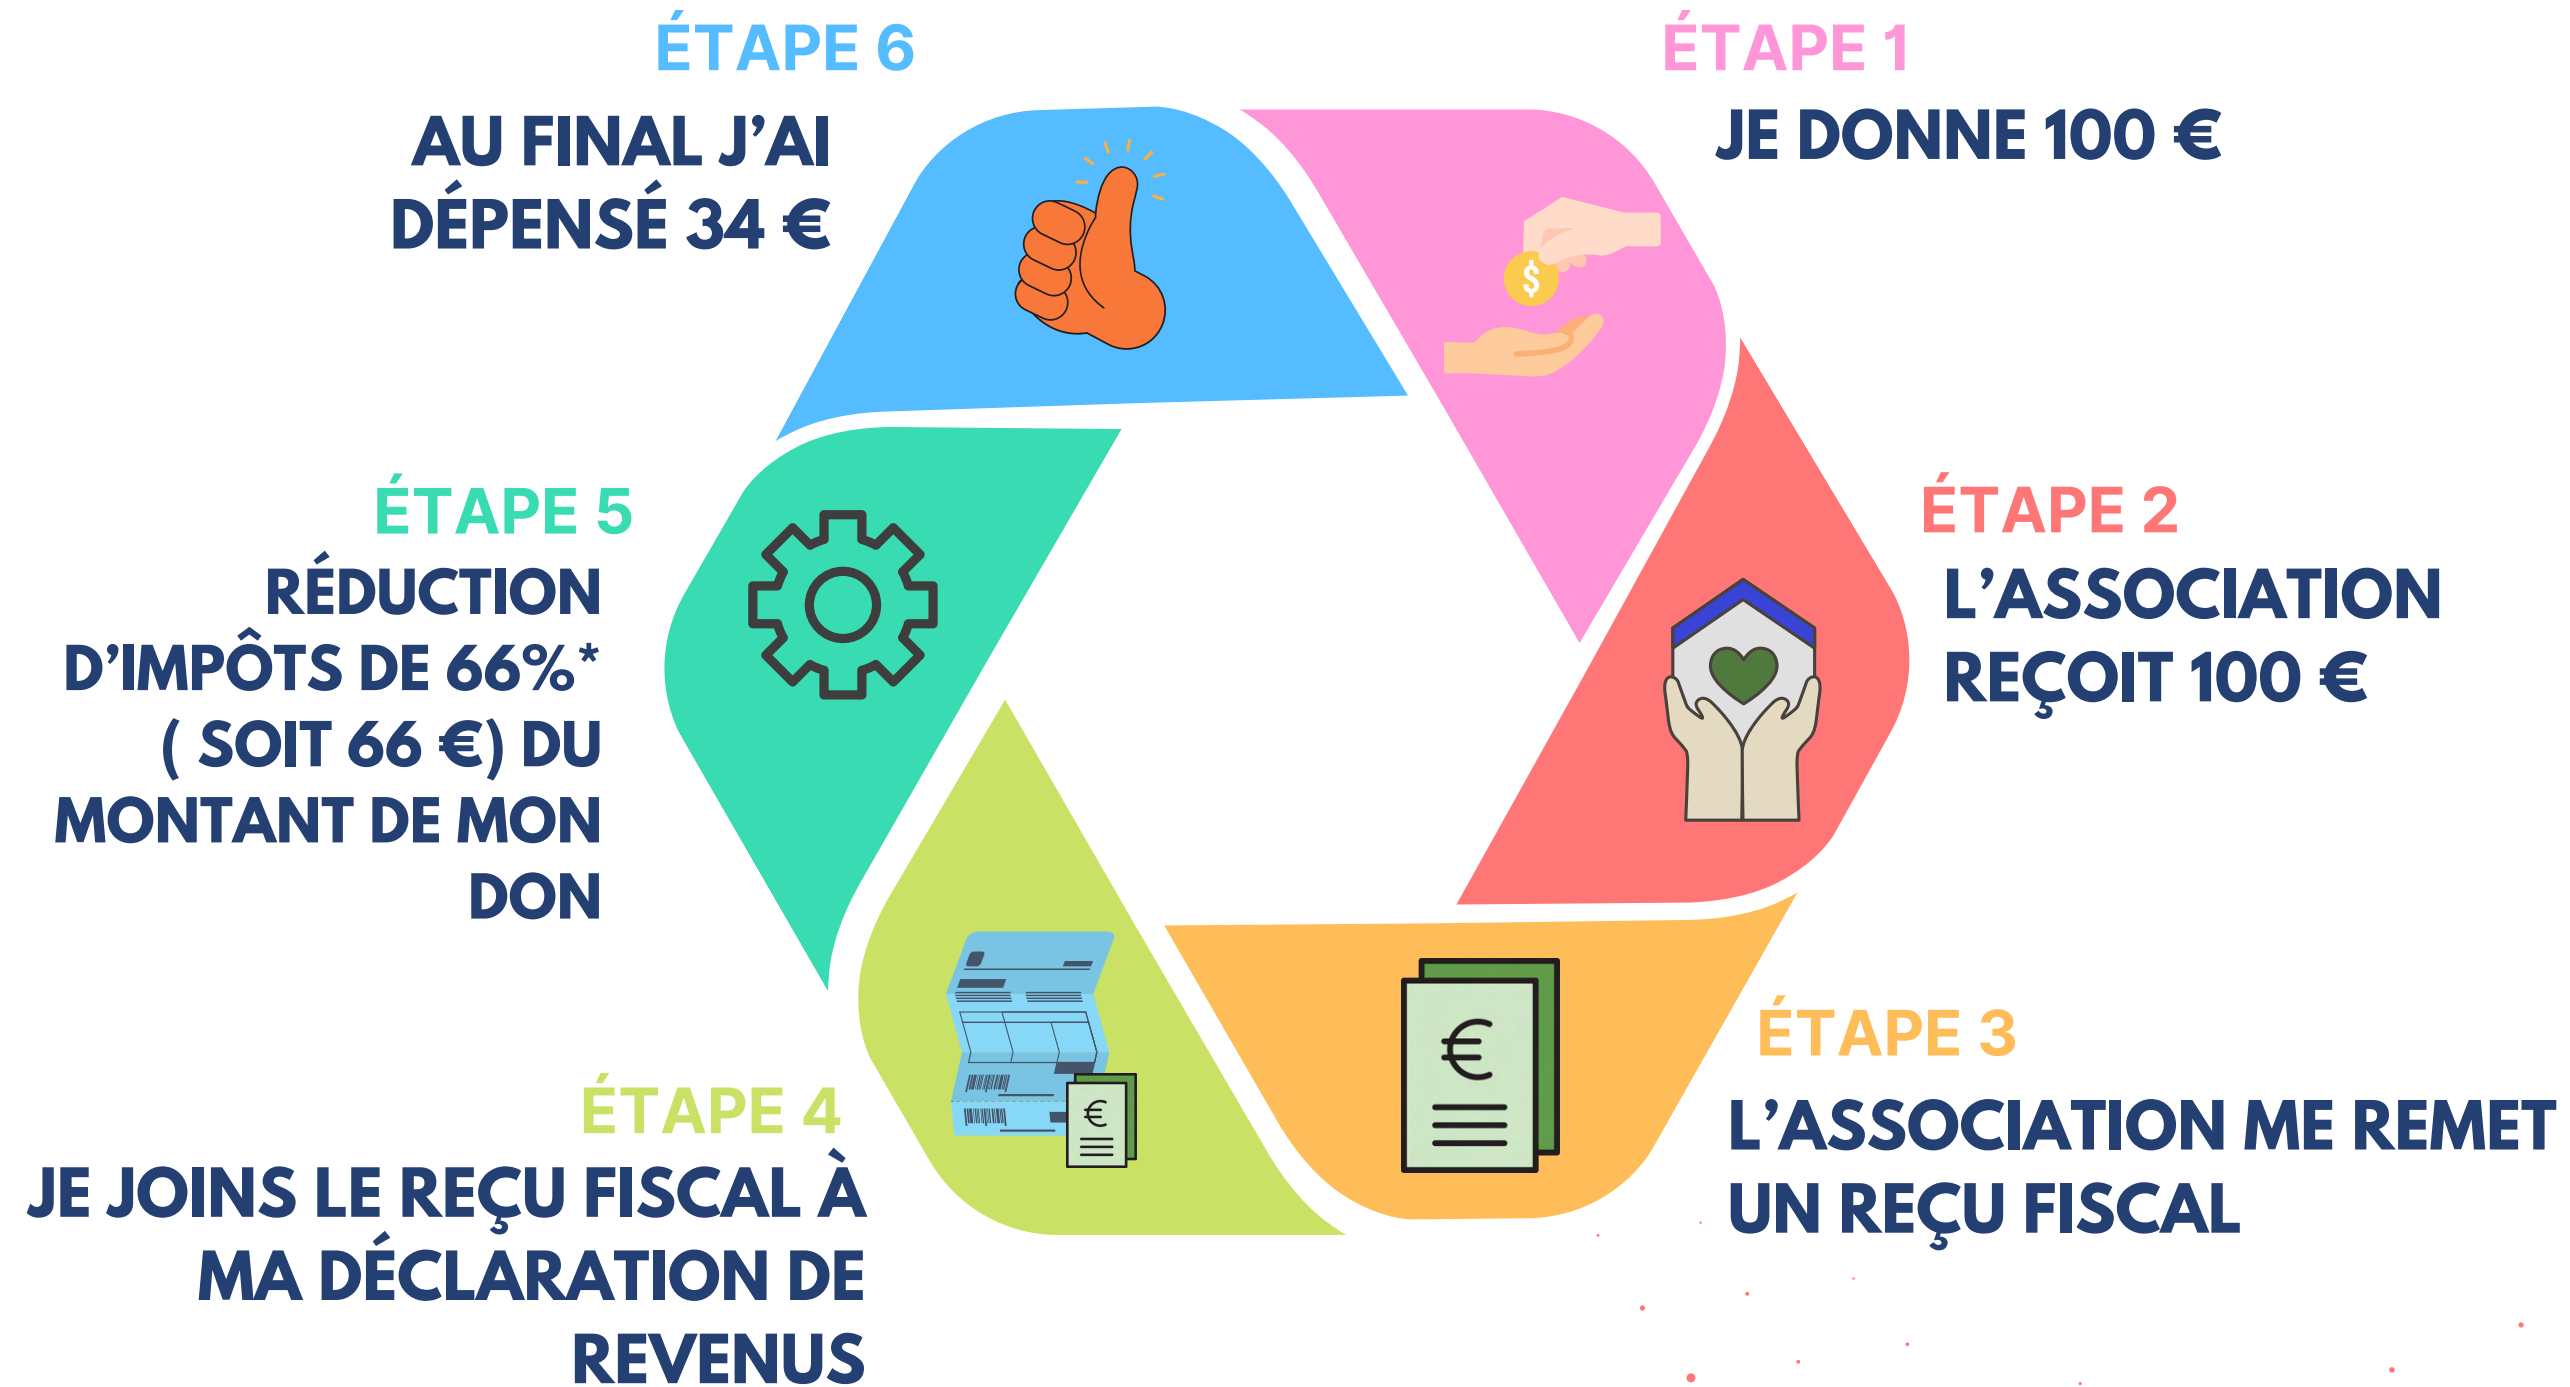 ÉTAPE 1
JE DONNE 100 €
$
ÉTAPE 2
L'ASSOCIATION
REÇOIT 100 €
ÉTAPE 3
L'ASSOCIATION ME REMET
UN REÇU FISCAL
€
ÉTAPE 4
JE JOINS LE REÇU FISCAL À
MA DÉCLARATION DE
REVENUS
€
ÉTAPE 5
RÉDUCTION
D'IMPÔTS DE 66%*
( SOIT 66 €) DU
MONTANT DE MON
DON
ÉTAPE 6
AU FINAL J'AI
DÉPENSÉ 34 €